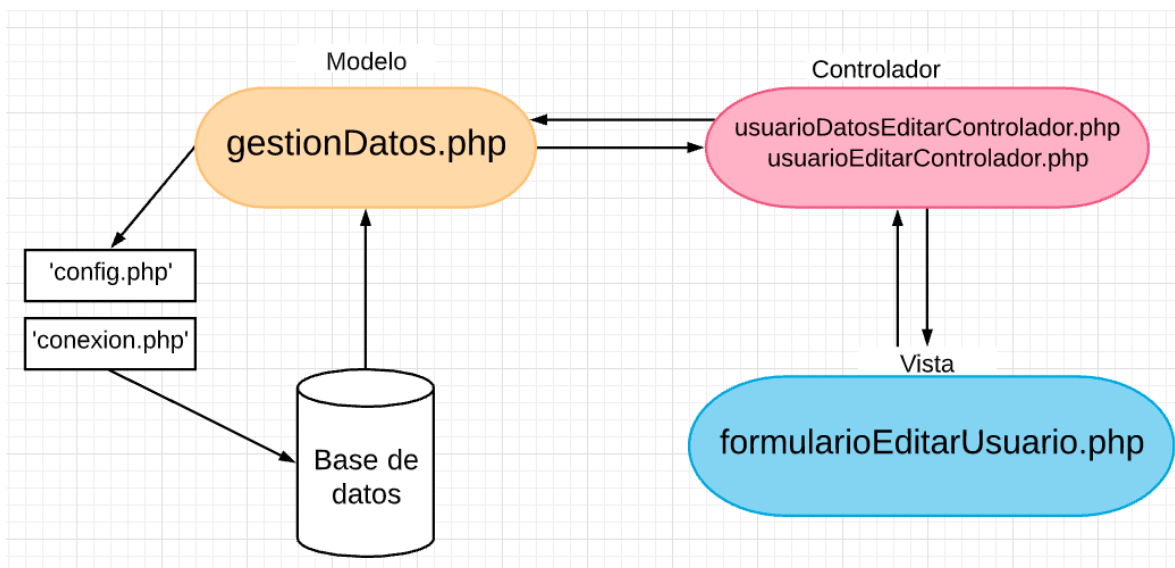 Modelo
gestionDatos.php
Controlador
usuarioDatosEditarControlador.php
usuarioEditarControlador.php
'config.php'
'conexion.php'
Base de
datos
Vista
formularioEditarUsuario.php